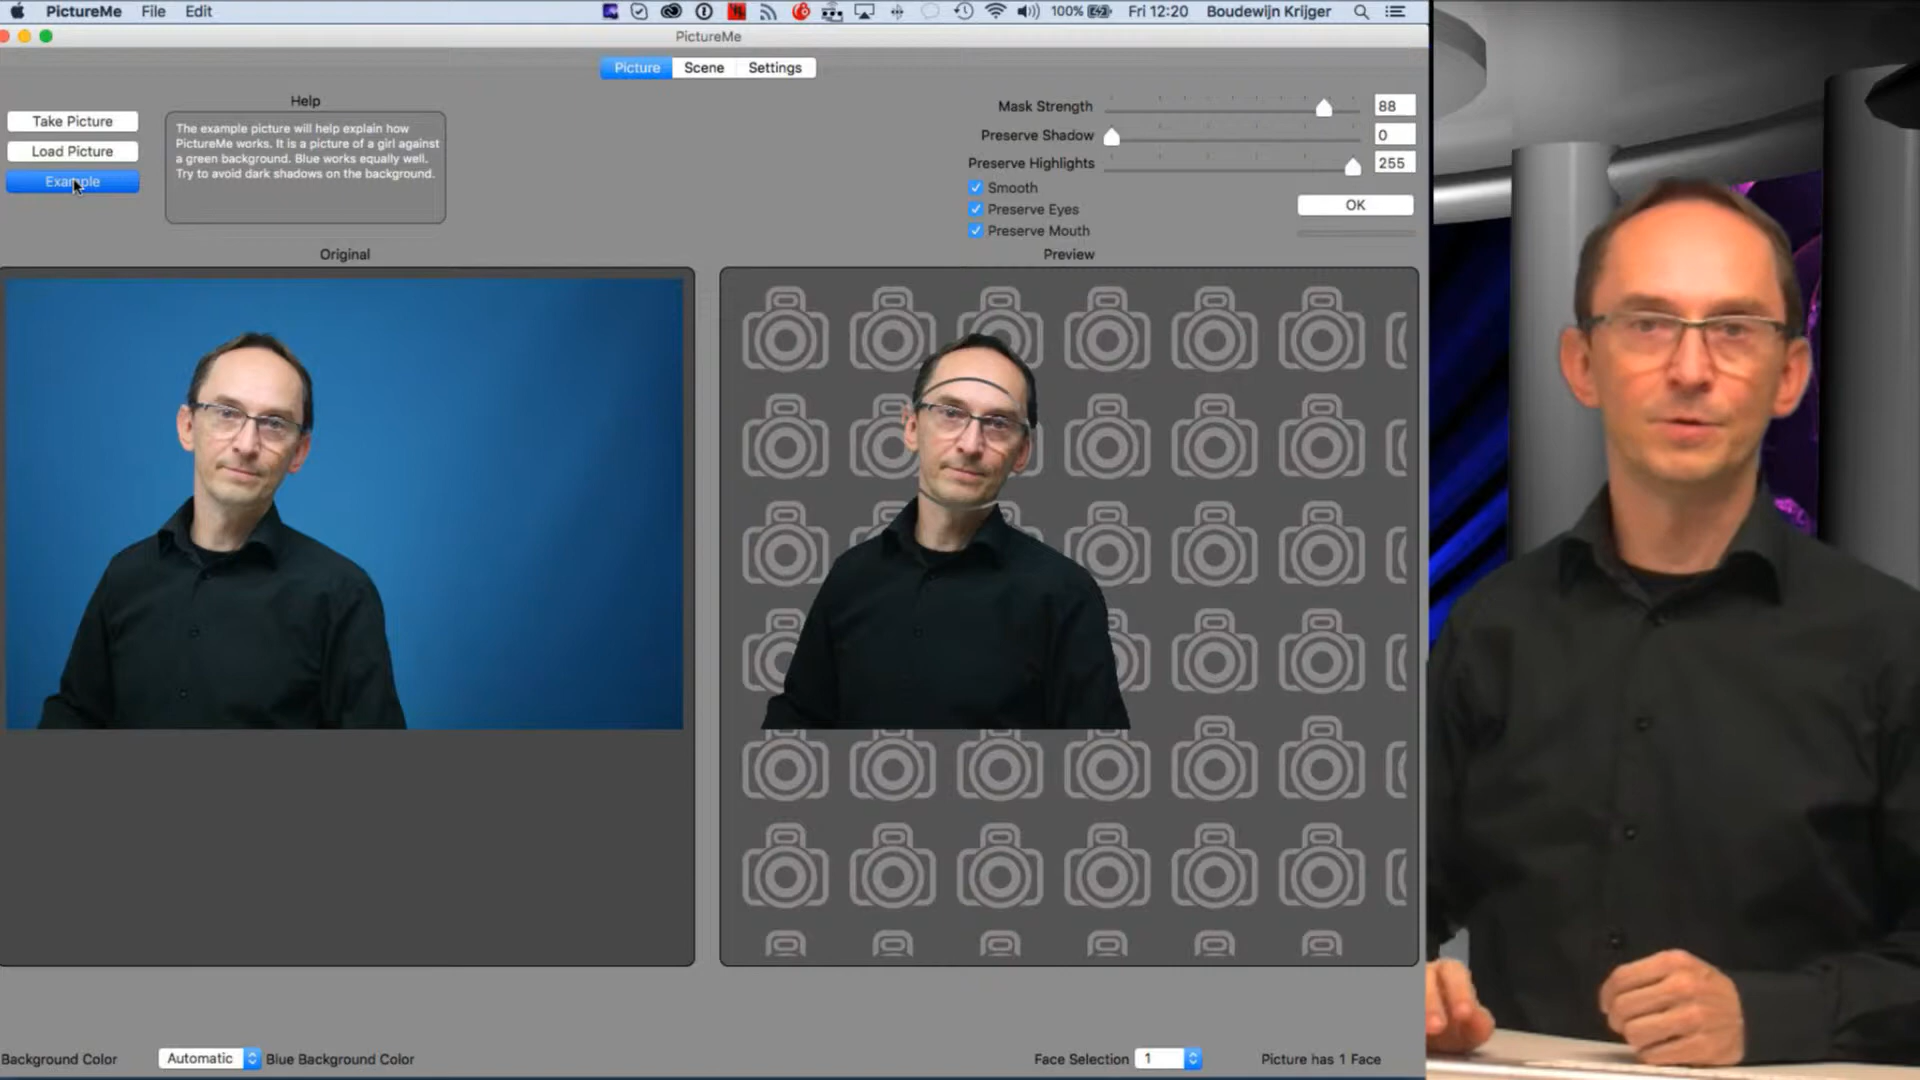 PictureMe File Edit 100% Fri 12:20 Boudewijn Krijger
PictureMe
Picture Scene Settings
Help
Take Picture
Load Picture
Example
The example picture will help explain how
PictureMe works. It is a picture of a girl against
a green background. Blue works equally well.
Try to avoid dark shadows on the background.
Mask Strength 88
Preserve Shadow 0
Preserve Highlights 255
Smooth
Preserve Eyes
Preserve Mouth
OK
Original
Preview
Background Color Automatic Blue Background Color
Face Selection 1 Picture has 1 Face